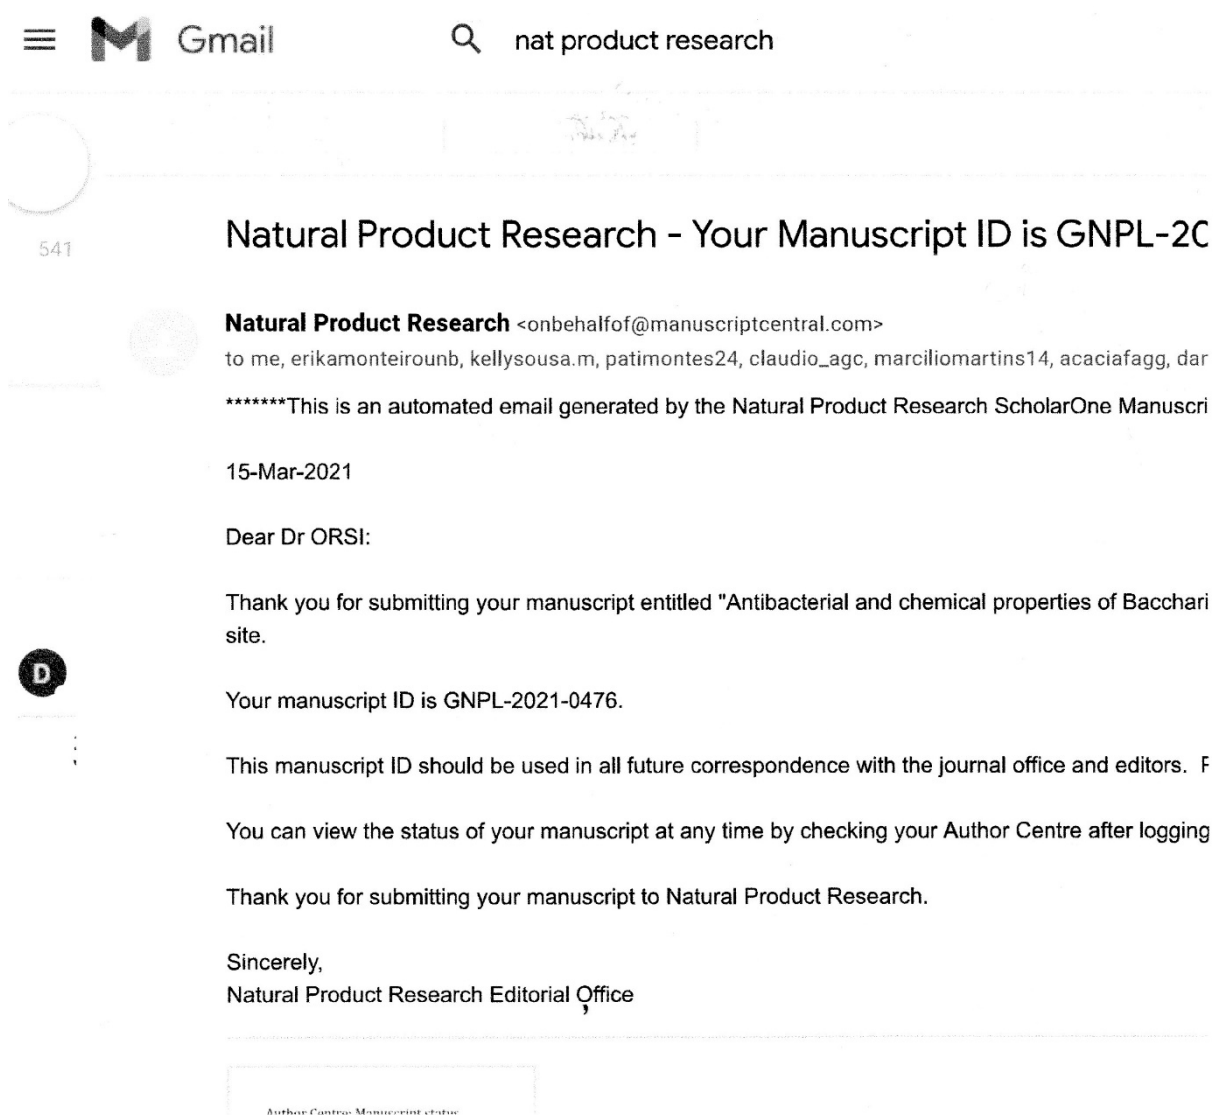 Gmail
nat product research
541
Natural Product Research - Your Manuscript ID is GNPL-20
Natural Product Research <onbehalfof@manuscriptcentral.com>
to me, erikamonteirounb, kellysousa.m, patimontes24, claudio_agc, marciliomartins14, acaciafagg, dar
*******This is an automated email generated by the Natural Product Research ScholarOne Manuscri
15-Mar-2021
Dear Dr ORSI:
Thank you for submitting your manuscript entitled "Antibacterial and chemical properties of Bacchari
site.
D
Your manuscript ID is GNPL-2021-0476.
This manuscript ID should be used in all future correspondence with the journal office and editors. F
You can view the status of your manuscript at any time by checking your Author Centre after logging
Thank you for submitting your manuscript to Natural Product Research.
Sincerely,
Natural Product Research Editorial Office
Author Centre: Manuscript status